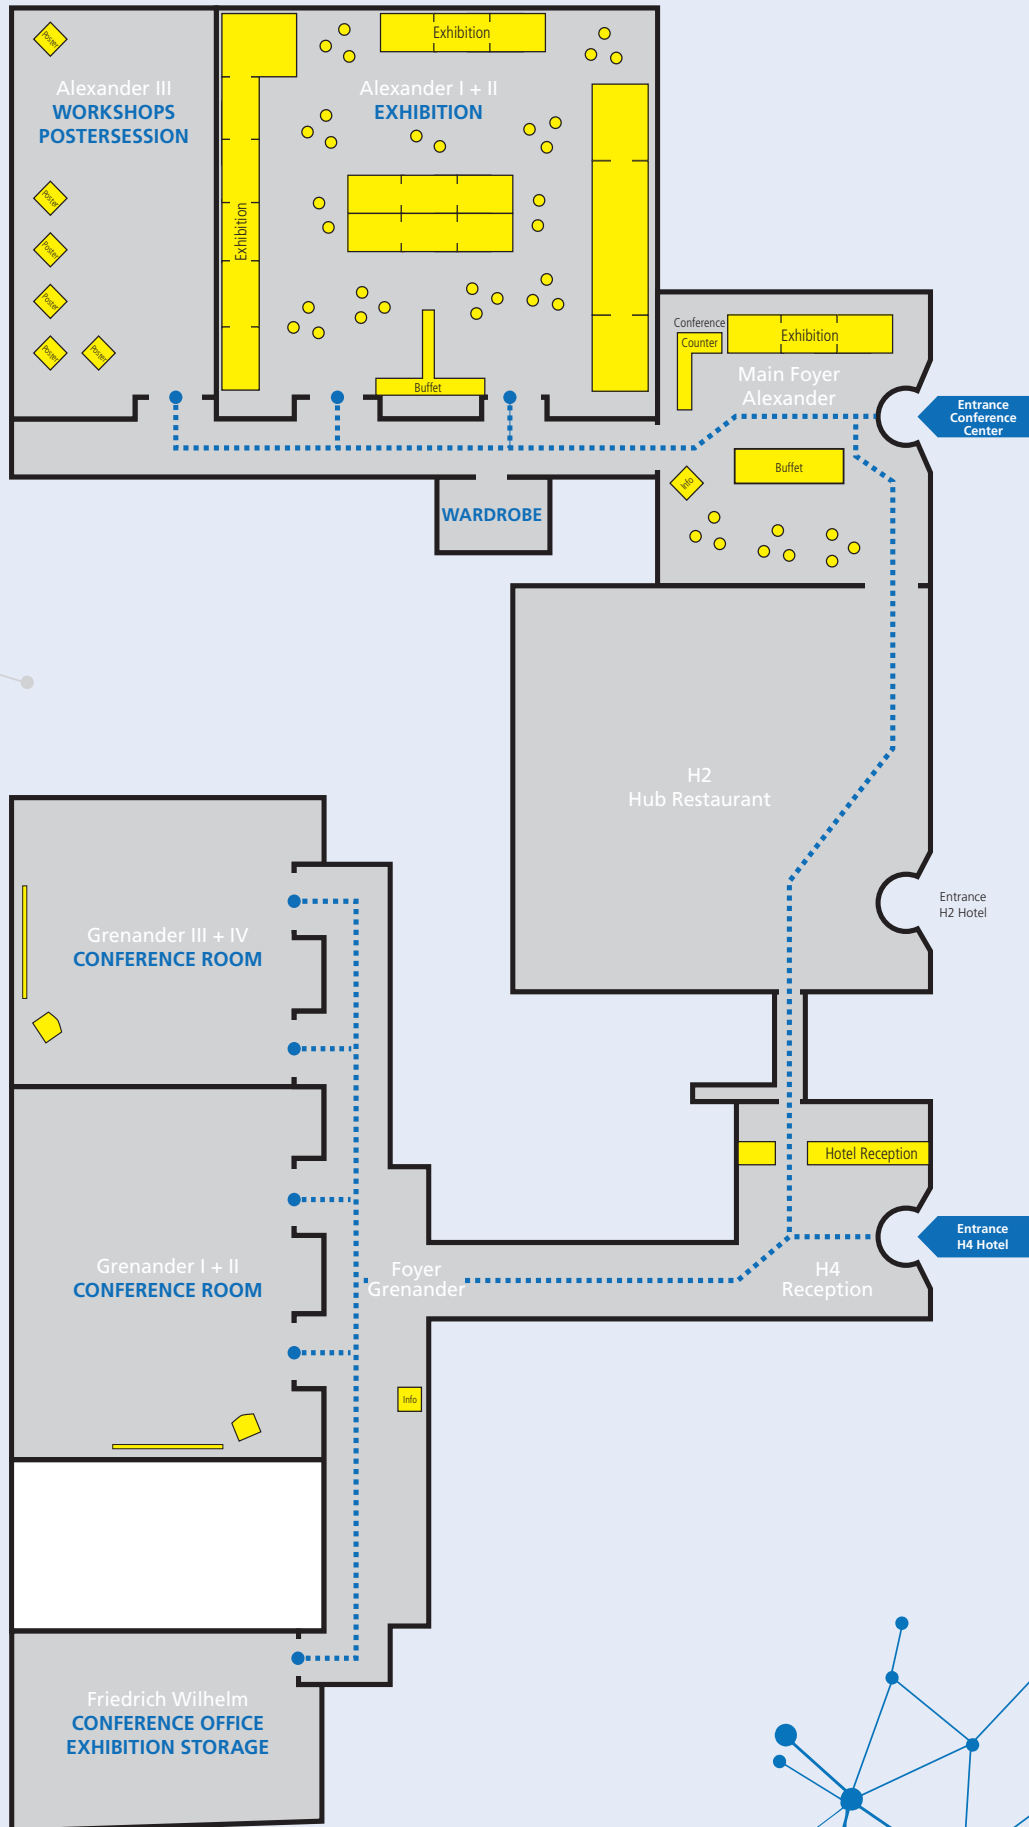 Poster
Exhibition
Alexander III
WORKSHOPS
POSTERSESSION
Alexander I + II
EXHIBITION
Poster
Exhibition
Poster
Poster
Poster
Poster
Buffet
Conference
Counter
Exhibition
Main Foyer
Alexander
Entrance
Conference
Center
Buffet
Info
WARDROBE
H2
Hub Restaurant
Entrance
H2 Hotel
Grenander III + IV
CONFERENCE ROOM
Hotel Reception
Entrance
H4 Hotel
Grenander I + II
CONFERENCE ROOM
Foyer
Grenander
H4
Reception
Info
Friedrich Wilhelm
CONFERENCE OFFICE
EXHIBITION STORAGE